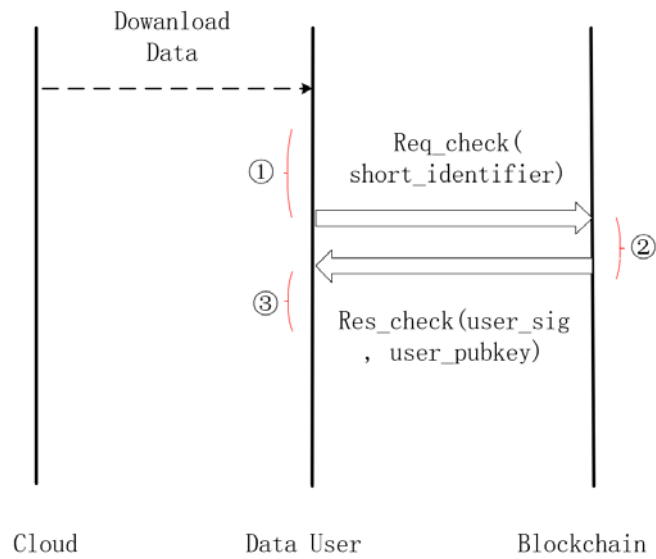 Dowanload
Data
Req_check(
short_identifier)
①
②
③
Res_check(user_sig
, user_pubkey)
Cloud
Data User
Blockchain